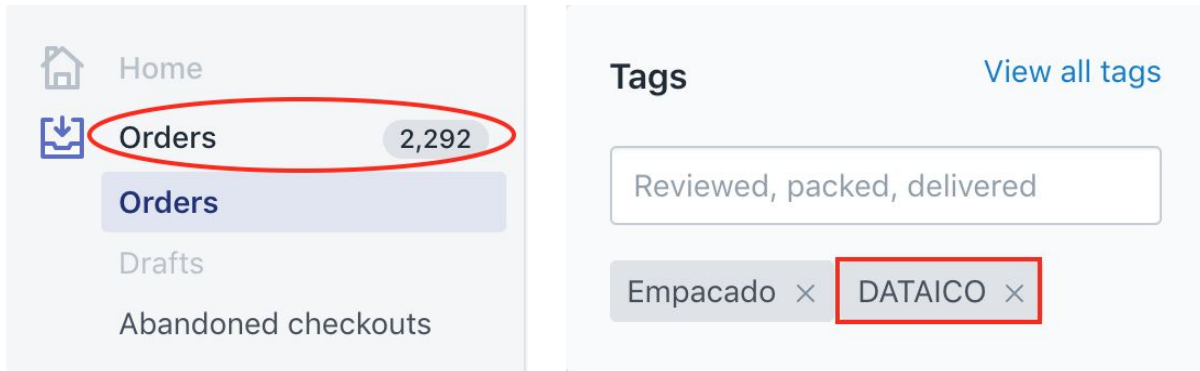 Home
Orders 2,292
Orders
Drafts
Abandoned checkouts
Tags View all tags
Reviewed, packed, delivered
Empacado × DATAICO ×